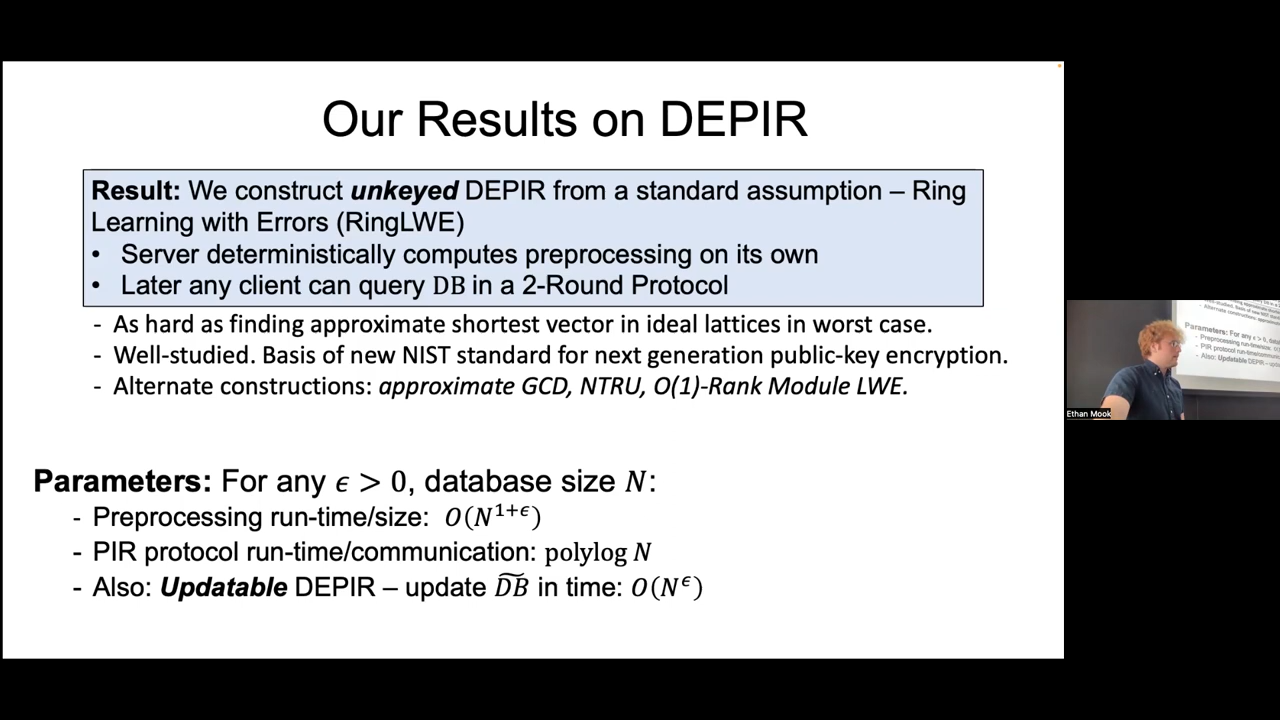 Our Results on DEPIR
Result: We construct unkeyed DEPIR from a standard assumption – Ring
Learning with Errors (RingLWE)
• Server deterministically computes preprocessing on its own
• Later any client can query DB in a 2-Round Protocol
- As hard as finding approximate shortest vector in ideal lattices in worst case.
- Well-studied. Basis of new NIST standard for next generation public-key encryption.
- Alternate constructions: approximate GCD, NTRU, O(1)-Rank Module LWE.
Parameters: For any ϵ > 0, database size N:
- Preprocessing run-time/size: O(N^{1+ϵ})
- PIR protocol run-time/communication: polylog N
- Also: Updatable DEPIR – update \widetilde{DB} in time: O(N^ϵ)
Ethan Mook